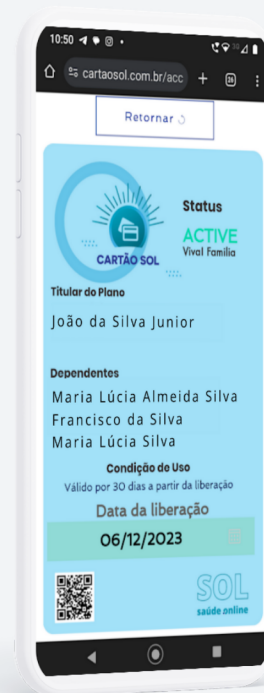 10:50
cartaosol.com.br/acc
Retornar
CARTÃO SOL
Status
ACTIVE
Viva! Família
Titular do Plano
João da Silva Junior
Dependentes
Maria Lúcia Almeida Silva
Francisco da Silva
Maria Lúcia Silva
Condição de Uso
Válido por 30 dias a partir da liberação
Data da liberação
06/12/2023
SOL
saúde online